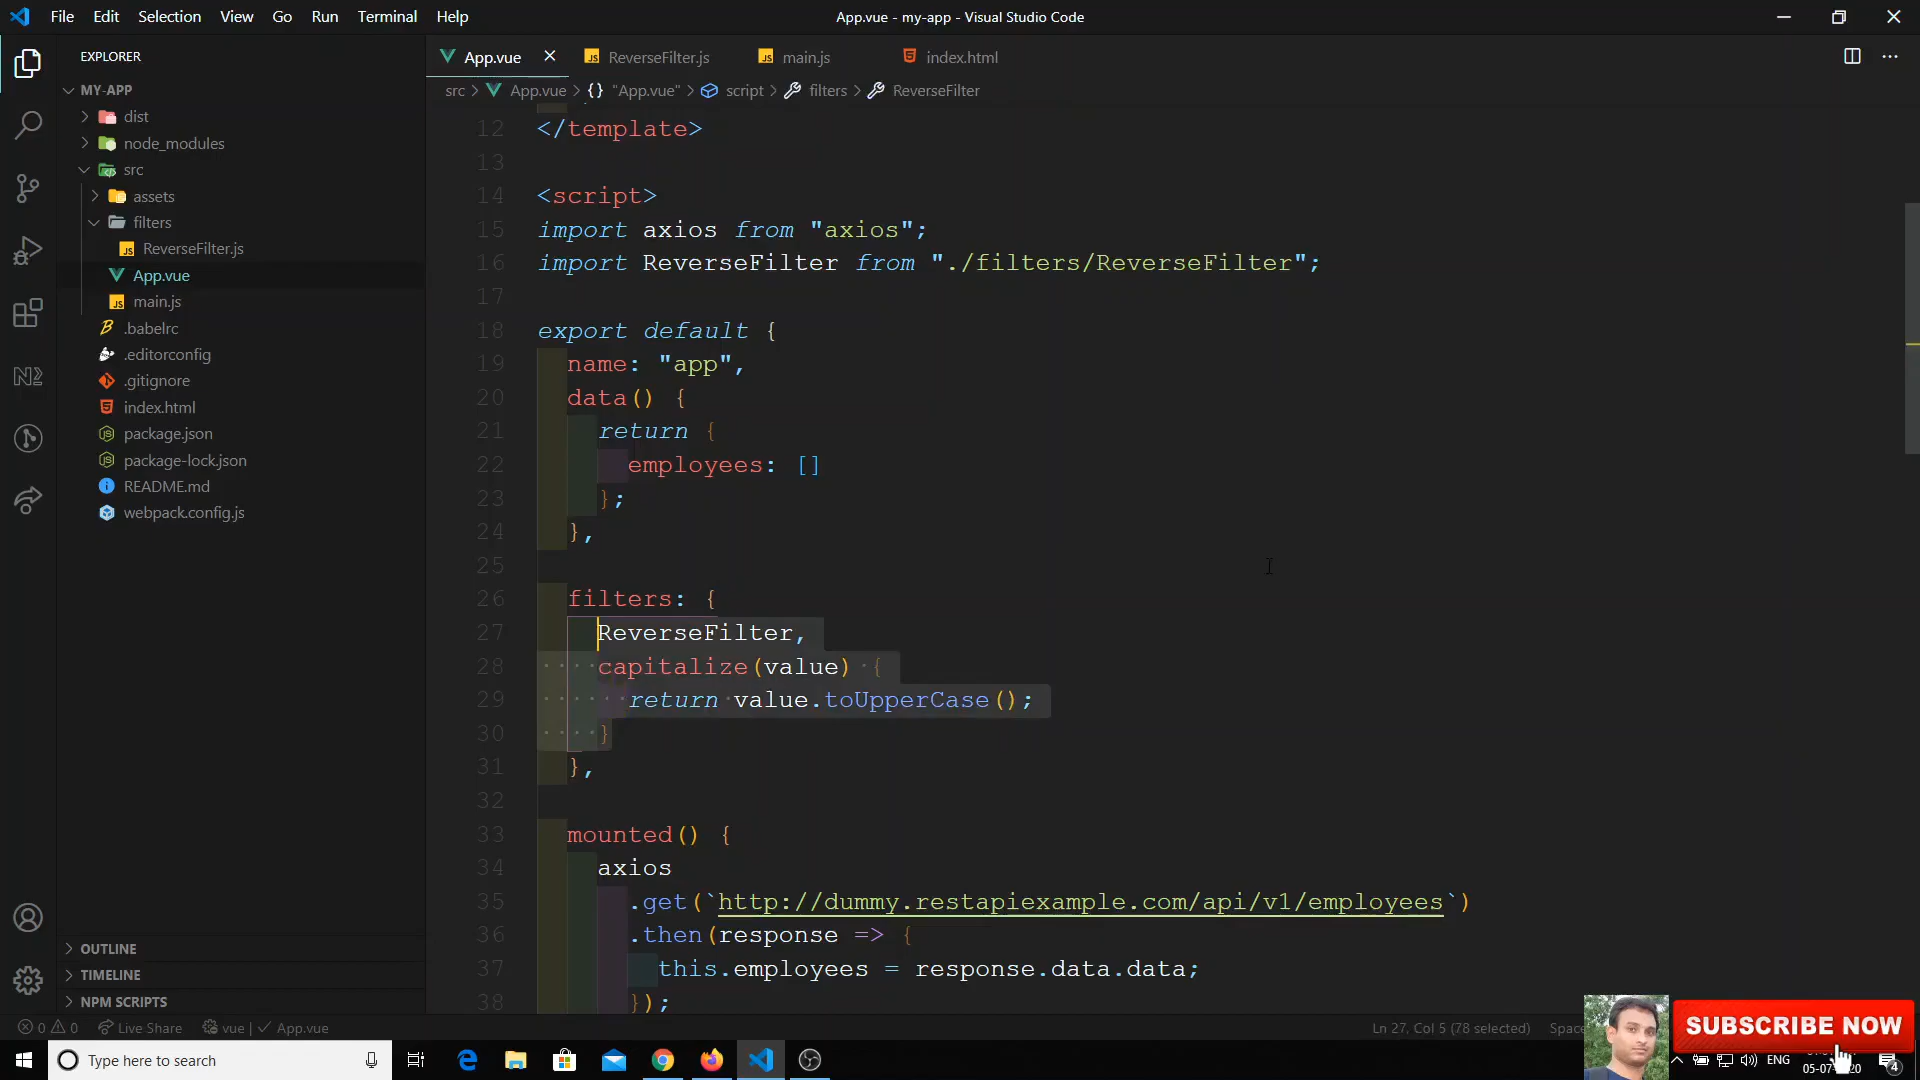 File Edit Selection View Go Run Terminal Help
App.vue - my-app - Visual Studio Code
EXPLORER
App.vue
ReverseFilter.js
main.js
index.html
src > App.vue > {} "App.vue" > script > filters > ReverseFilter
MY-APP
dist
node_modules
src
assets
filters
ReverseFilter.js
App.vue
main.js
.babelrc
.editorconfig
.gitignore
index.html
package.json
package-lock.json
README.md
webpack.config.js
OUTLINE
TIMELINE
NPM SCRIPTS
12 </template>
13
14 <script>
15 import axios from "axios";
16 import ReverseFilter from "./filters/ReverseFilter";
17
18 export default {
19 name: "app",
20 data() {
21 return {
22 employees: []
23 };
24 },
25
26 filters: {
27 ReverseFilter,
28 capitalize(value) {
29 return value.toUpperCase();
30 }
31 },
32
33 mounted() {
34 axios
35 .get(`http://dummy.restapiexample.com/api/v1/employees`)
36 .then(response => {
37 this.employees = response.data.data;
38 });
0 0 Live Share vue | App.vue
Ln 27, Col 5 (78 selected)
SUBSCRIBE NOW
Type here to search
ENG
4